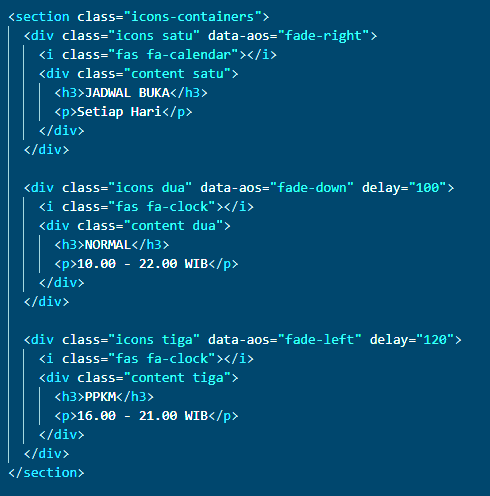 <section class="icons-containers">
<div class="icons satu" data-aos="fade-right">
<i class="fas fa-calendar"></i>
<div class="content satu">
<h3>JADWAL BUKA</h3>
<p>Setiap Hari</p>
</div>
</div>
<div class="icons dua" data-aos="fade-down" delay="100">
<i class="fas fa-clock"></i>
<div class="content dua">
<h3>NORMAL</h3>
<p>10.00 - 22.00 WIB</p>
</div>
</div>
<div class="icons tiga" data-aos="fade-left" delay="120">
<i class="fas fa-clock"></i>
<div class="content tiga">
<h3>PPKM</h3>
<p>16.00 - 21.00 WIB</p>
</div>
</div>
</section>